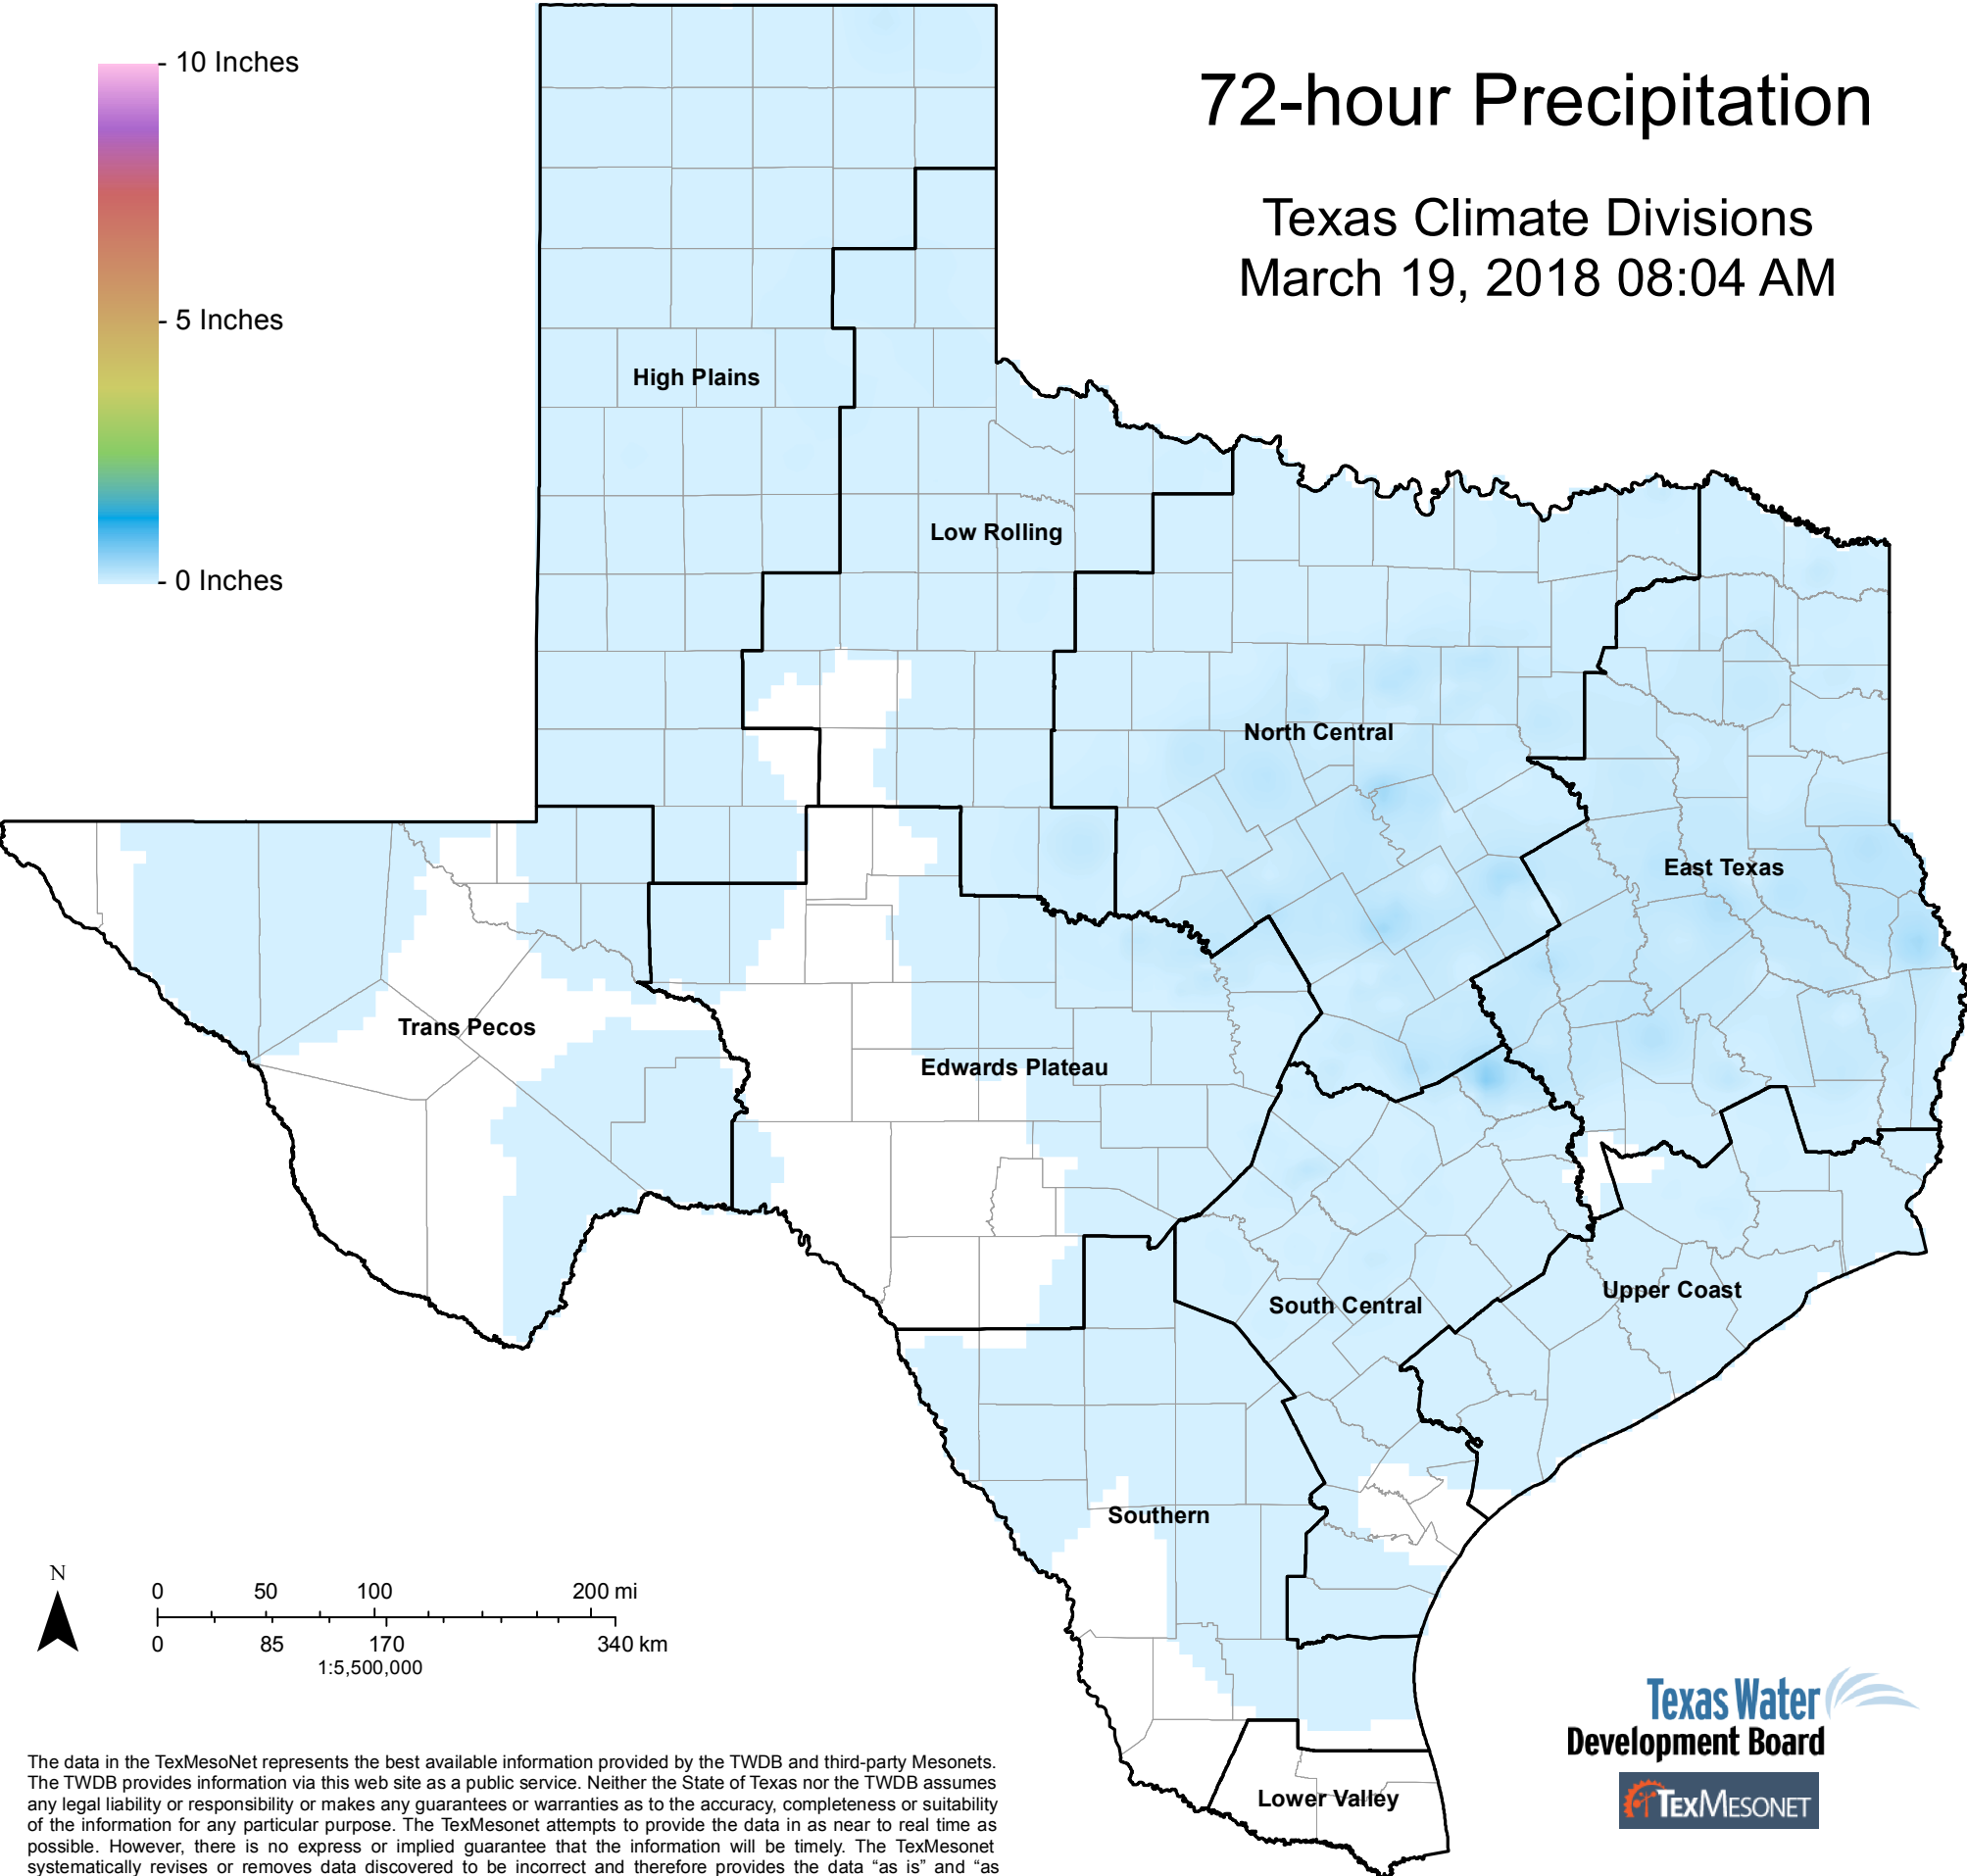 72-hour Precipitation
Texas Climate Divisions
March 19, 2018 08:04 AM
10 Inches
5 Inches
0 Inches
High Plains
Low Rolling
North Central
East Texas
Trans Pecos
Edwards Plateau
South Central
Upper Coast
Southern
Lower Valley
N
0 50 100 200 mi
0 85 170 340 km
1:5,500,000
Texas Water
Development Board
TEXMESONET
The data in the TexMesoNet represents the best available information provided by the TWDB and third-party Mesonets.
The TWDB provides information via this web site as a public service. Neither the State of Texas nor the TWDB assumes
any legal liability or responsibility or makes any guarantees or warranties as to the accuracy, completeness or suitability
of the information for any particular purpose. The TexMesonet attempts to provide the data in as near to real time as
possible. However, there is no express or implied guarantee that the information will be timely. The TexMesonet
systematically revises or removes data discovered to be incorrect and therefore provides the data “as is” and “as